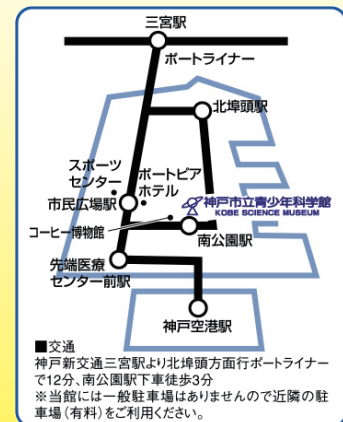 三宮駅
ポートライナー
北埠頭駅
スポーツ
センター
ポートピア
ホテル
市民広場駅
神戸市立青少年科学館
KOBE SCIENCE MUSEUM
コーヒー博物館
南公園駅
先端医療
センター前駅
神戸空港駅
■交通
神戸新交通三宮駅より北埠頭方面行ポートライナー
で12分、南公園駅下車徒歩3分
※当館には一般駐車場はありませんので近隣の駐
車場(有料)をご利用ください。